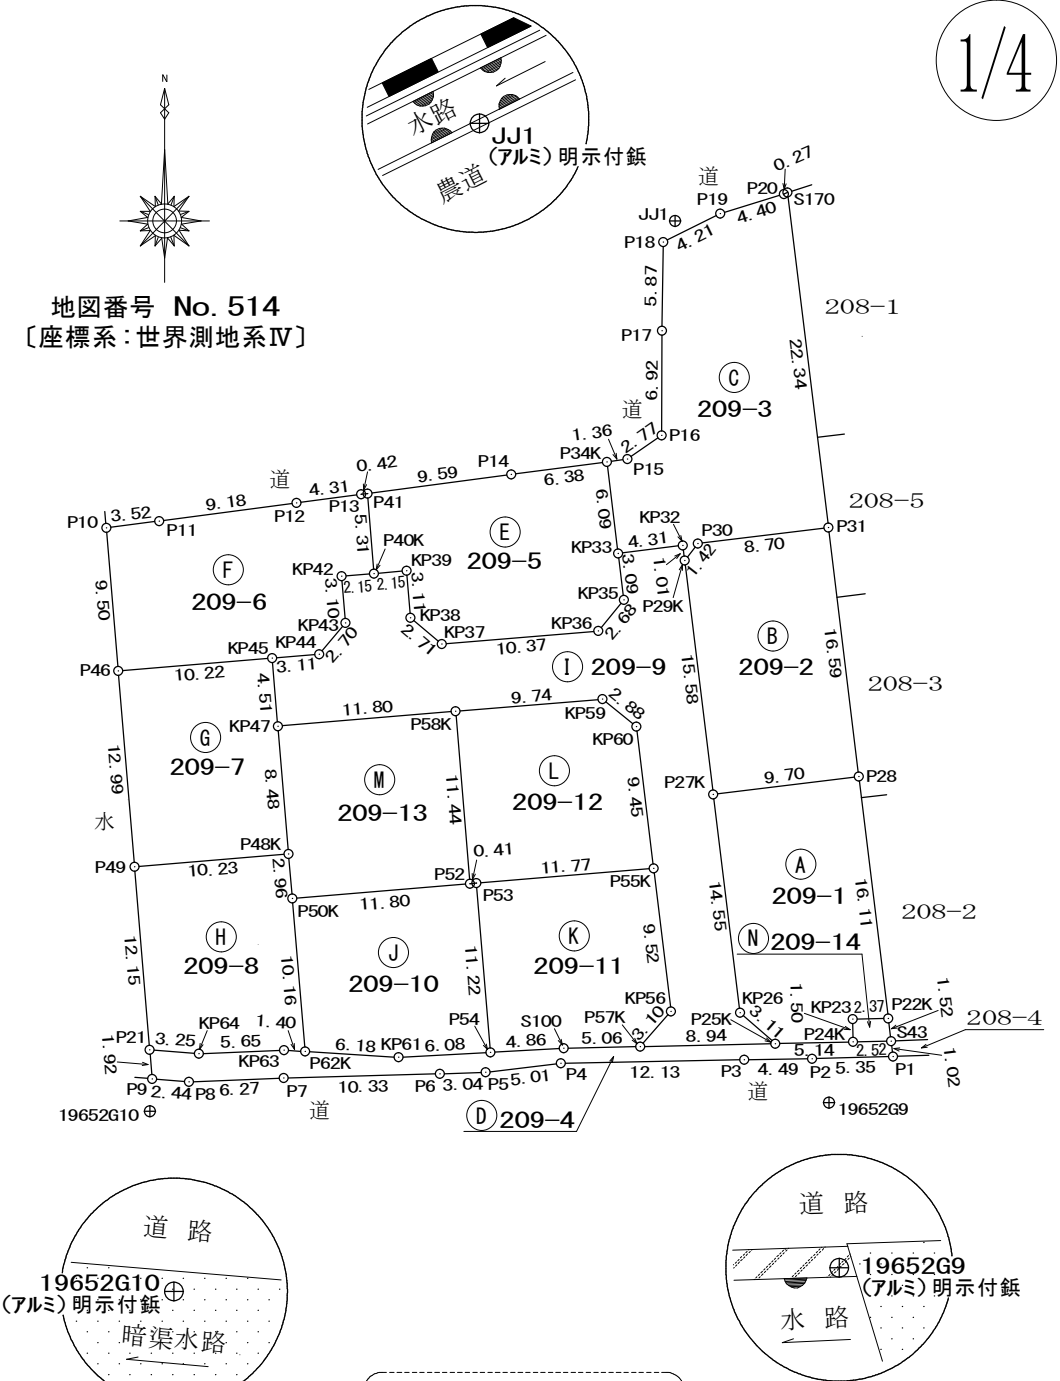 1/4
N
水路
JJ1
(アルミ)明示付鋲
農道
地図番号 No. 514
〔座標系：世界測地系Ⅳ〕
道
0.27
P20
S170
P19
4.40
JJ1
4.21
P18
5.87
208-1
P17
22.34
6.92
C
209-3
道
1.36
2.77
P16
P34K
P15
道
0.42
9.59
P14
6.38
4.31
P13
P41
9.18
P12
3.52
P10
P11
208-5
6.09
KP32
P30
P31
5.31
E
209-5
4.31
8.70
KP33
1.42
1.01
P40K
KP39
F
209-6
KP42
2.15
2.15
3.09
P29K
9.50
3.10
3.11
KP35
KP43
KP38
KP36
2.68
B
209-2
16.59
KP45
KP44
2.70
2.71
KP37
10.37
3.11
I 209-9
P46
10.22
15.58
208-3
4.51
11.80
9.74
2.88
KP47
P58K
KP59
KP60
G
209-7
12.99
M
209-13
L
209-12
P27K
9.70
P28
8.48
11.44
9.45
水
P48K
0.41
P49
10.23
P52
P53
11.77
P55K
A
209-1
2.96
P50K
11.80
14.55
16.11
208-2
H
209-8
J
209-10
K
209-11
N 209-14
12.15
10.16
11.22
9.52
KP56
KP26
1.50
KP23
2.37
P22K
1.52
P21
3.25
KP64
1.40
P54
S100
P57K
3.10
P25K
3.11
P24K
S43
208-4
5.65
KP63
P62K
6.18
KP61
6.08
4.86
5.06
8.94
5.14
2.52
1.02
1.92
P9
2.44
P8
6.27
P7
10.33
P6
3.04
P5
5.01
P4
12.13
P3
4.49
P2
5.35
P1
19652G10
道
D 209-4
道
19652G9
道 路
19652G10
(アルミ)明示付鋲
暗渠水路
道 路
19652G9
(アルミ)明示付鋲
水 路